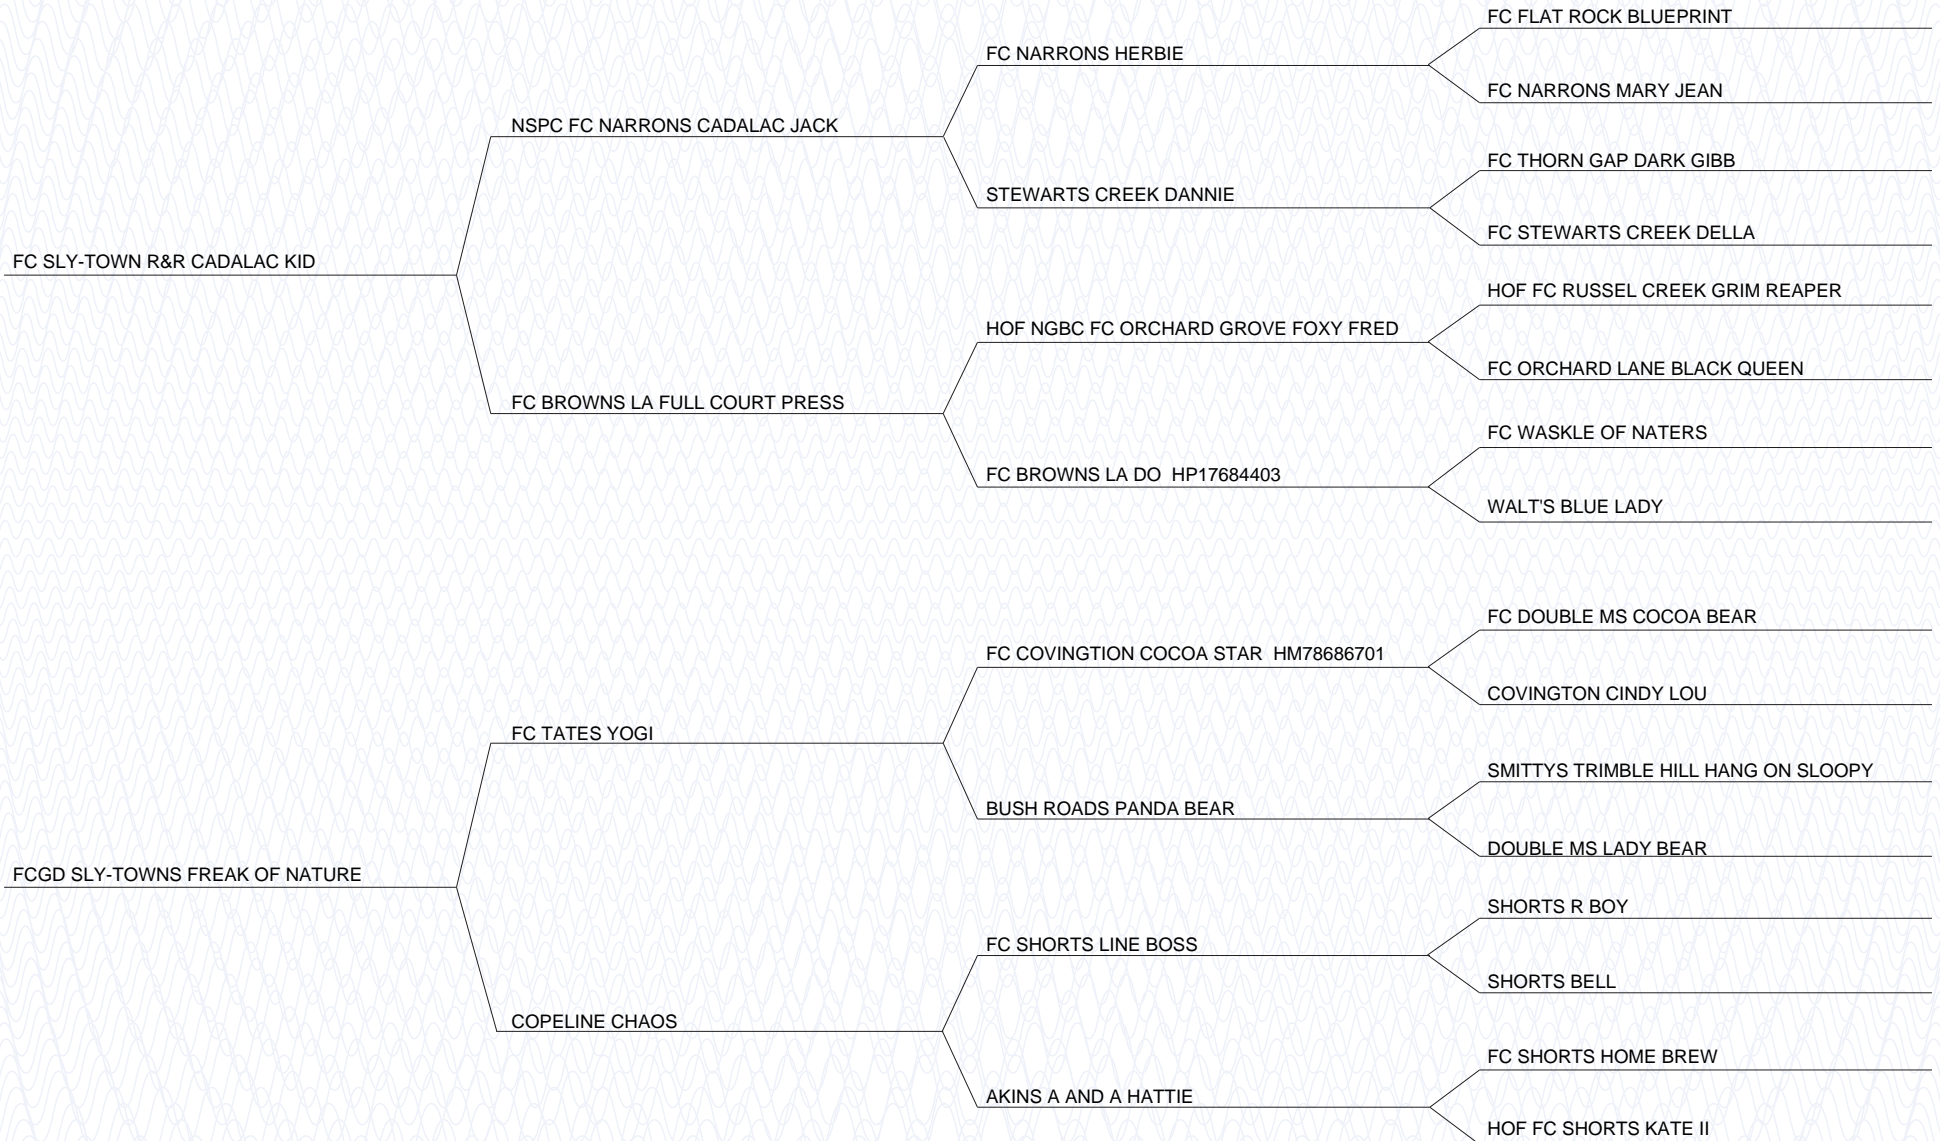 FC FLAT ROCK BLUEPRINT
FC NARRONS HERBIE
FC NARRONS MARY JEAN
NSPC FC NARRONS CADALAC JACK
FC THORN GAP DARK GIBB
STEWARTS CREEK DANNIE
FC STEWARTS CREEK DELLA
FC SLY-TOWN R&R CADALAC KID
HOF FC RUSSEL CREEK GRIM REAPER
HOF NGBC FC ORCHARD GROVE FOXY FRED
FC ORCHARD LANE BLACK QUEEN
FC BROWNS LA FULL COURT PRESS
FC WASKLE OF NATERS
FC BROWNS LA DO HP17684403
WALT'S BLUE LADY
FC DOUBLE MS COCOA BEAR
FC COVINGTION COCOA STAR HM78686701
COVINGTON CINDY LOU
FC TATES YOGI
SMITTYS TRIMBLE HILL HANG ON SLOOPY
BUSH ROADS PANDA BEAR
DOUBLE MS LADY BEAR
FCGD SLY-TOWNS FREAK OF NATURE
SHORTS R BOY
FC SHORTS LINE BOSS
SHORTS BELL
COPELINE CHAOS
FC SHORTS HOME BREW
AKINS A AND A HATTIE
HOF FC SHORTS KATE II